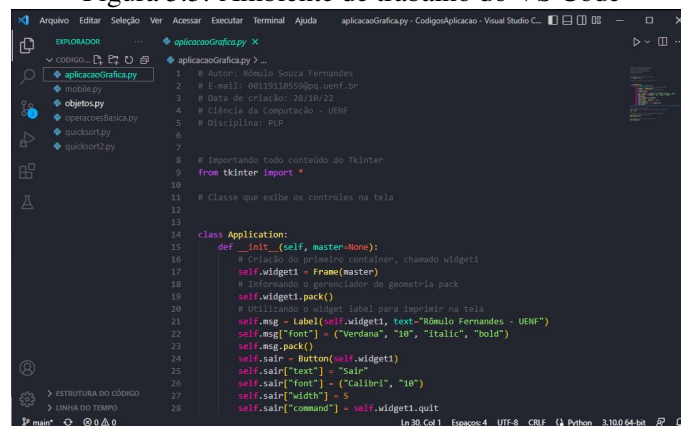 Figura 3.3: Ambiente de trabalho do VS Code
Arquivo Editar Seleção Ver Acessar Executar Terminal Ajuda aplicacaoGrafica.py - CodigosAplicacao - Visual Studio C...
EXPLORADOR ...
CODIGO...
aplicacaoGrafica.py
mobile.py
objetos.py
operacoesBasica.py
quicksort.py
quicksort2.py
ESTRUTURA DO CÓDIGO
LINHA DO TEMPO
aplicacaoGrafica.py
aplicacaoGrafica.py > ...
1 # Autor: Rômulo Souza Fernandes
2 # E-mail: 00119110559@pq.uenf.br
3 # Data de criação: 28/10/22
4 # Ciência da Computação - UENF
5 # Disciplina: PLP
6
7
8 # Importando todo conteúdo do Tkinter
9 from tkinter import *
10
11 # Classe que exibe os controles na tela
12
13
14 class Application:
15 def __init__(self, master=None):
16 # Criação do primeiro container, chamado widget1
17 self.widget1 = Frame(master)
18 # Informando o gerenciador de geometria pack
19 self.widget1.pack()
20 # Utilizando o widget label para imprimir na tela
21 self.msg = Label(self.widget1, text="Rômulo Fernandes - UENF")
22 self.msg["font"] = ("Verdana", "10", "italic", "bold")
23 self.msg.pack()
24 self.sair = Button(self.widget1)
25 self.sair["text"] = "Sair"
26 self.sair["font"] = ("Calibri", "10")
27 self.sair["width"] = 5
28 self.sair["command"] = self.widget1.quit
main* 0 0 Ln 30, Col 1 Espaços: 4 UTF-8 CRLF Python 3.10.0 64-bit